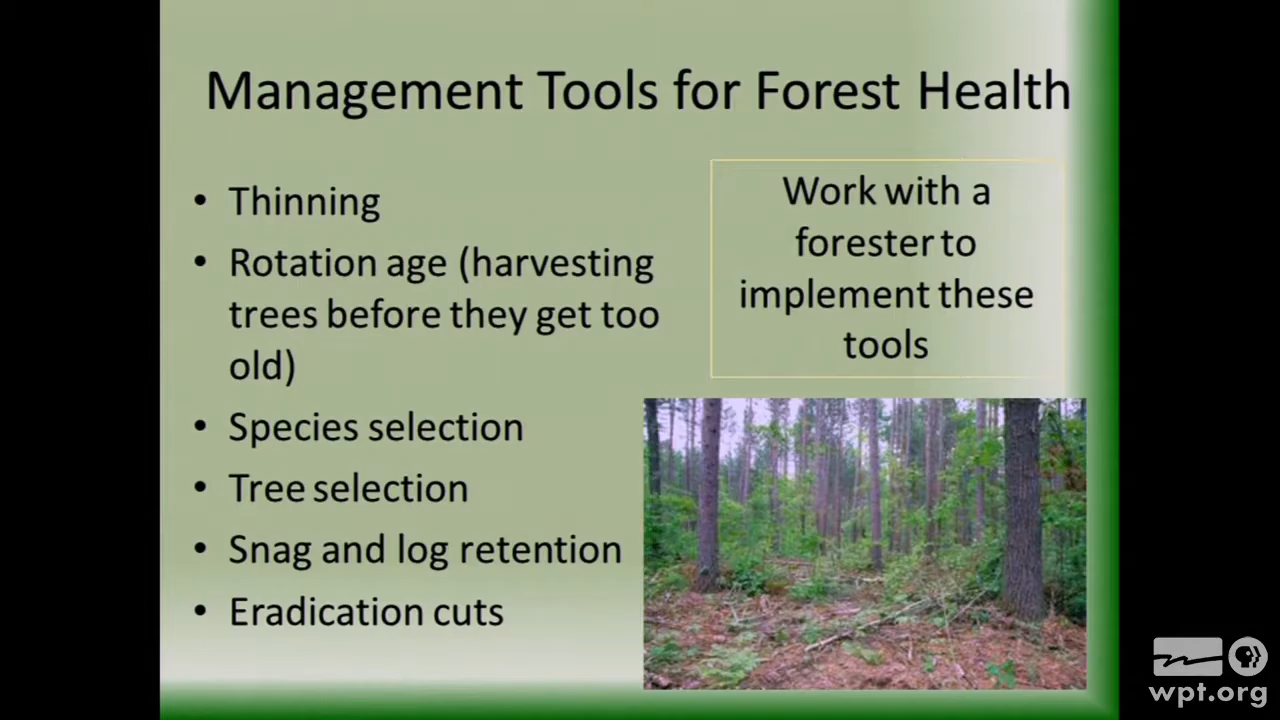 Management Tools for Forest Health
• Thinning
• Rotation age (harvesting
trees before they get too
old)
• Species selection
• Tree selection
• Snag and log retention
• Eradication cuts
Work with a
forester to
implement these
tools
wpt.org